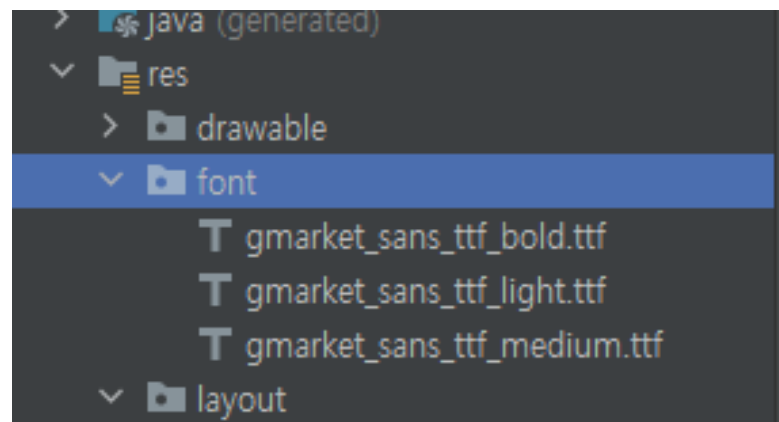 java (generated)
res
drawable
font
gmarket_sans_ttf_bold.ttf
gmarket_sans_ttf_light.ttf
gmarket_sans_ttf_medium.ttf
layout